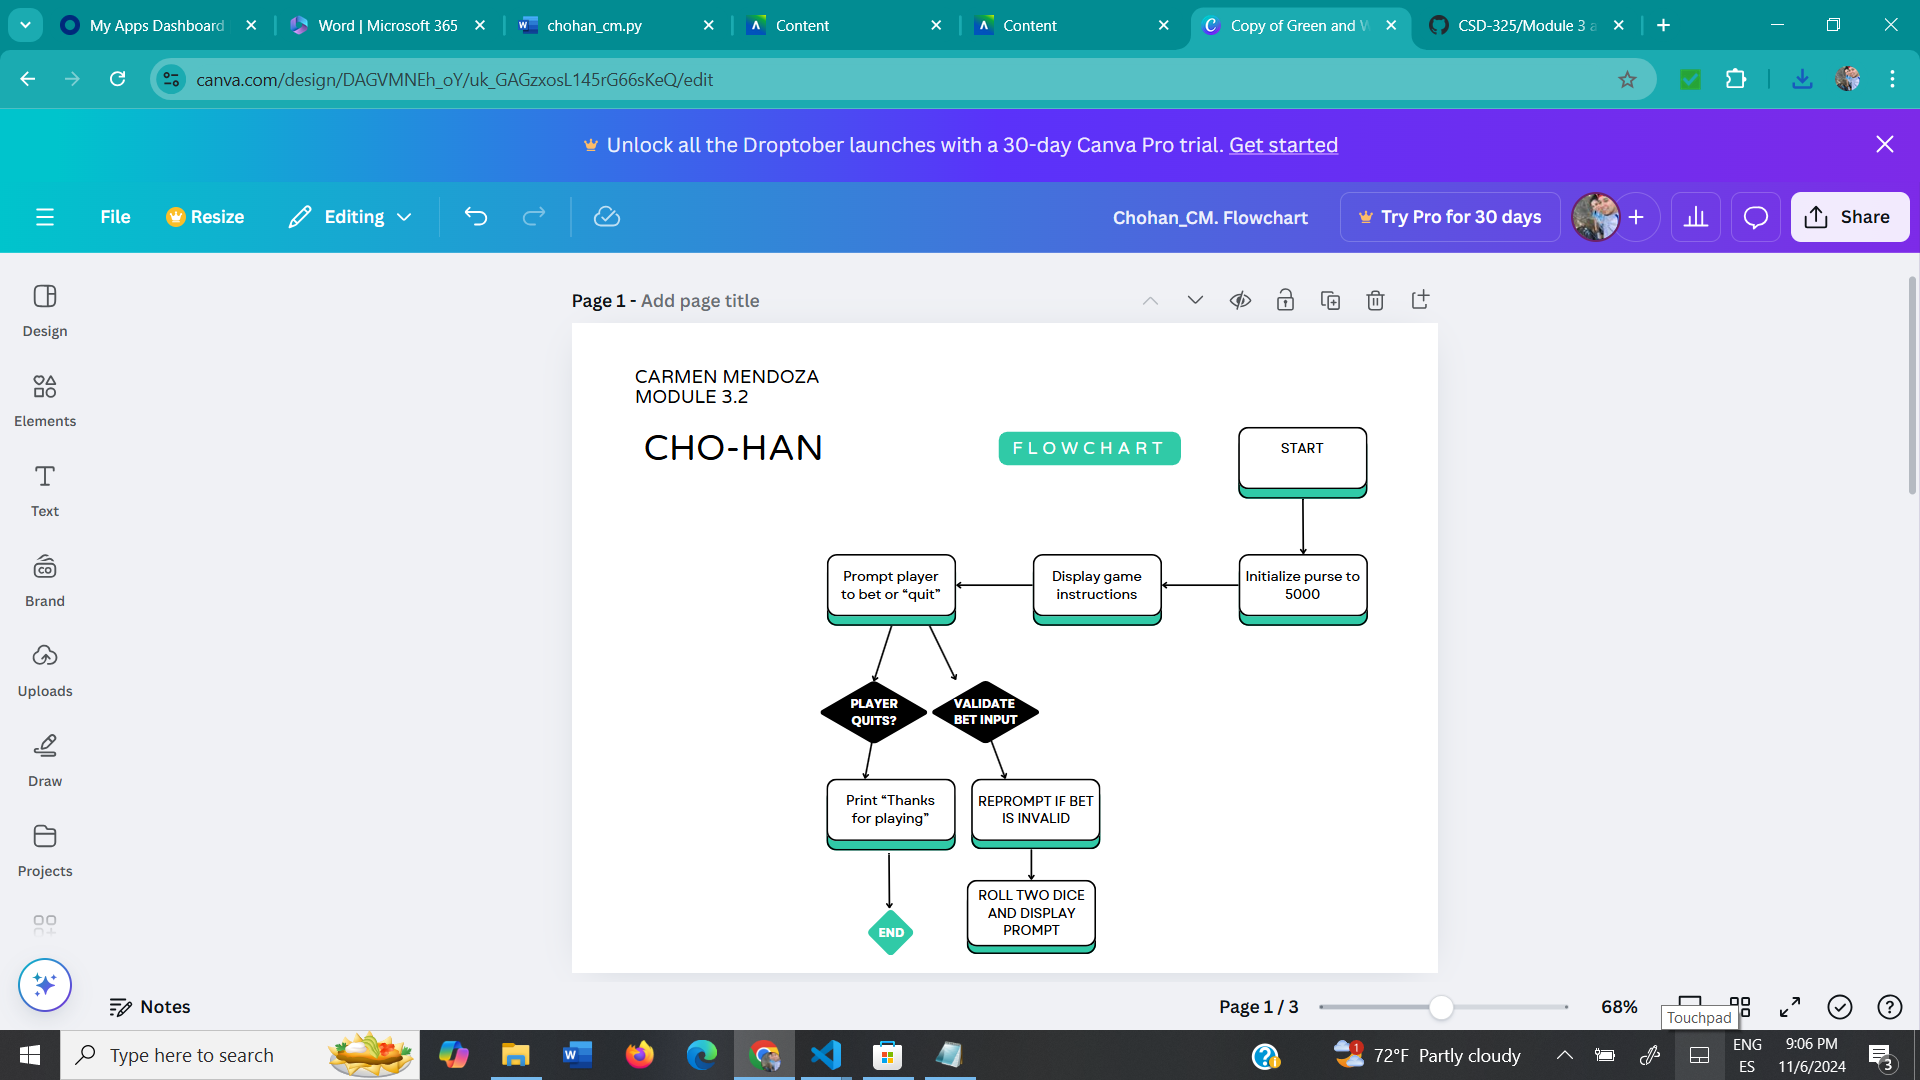 My Apps Dashboard
Word | Microsoft 365
chohan_cm.py
Content
Content
Copy of Green and W
CSD-325/Module 3 a
canva.com/design/DAGVMNEh_oY/uk_GAGzxosL145rG66sKeQ/edit
Unlock all the Droptober launches with a 30-day Canva Pro trial. Get started
File
Resize
Editing
Chohan_CM. Flowchart
Try Pro for 30 days
Share
Design
Elements
Text
Brand
Uploads
Draw
Projects
Page 1 - Add page title
CARMEN MENDOZA
MODULE 3.2
CHO-HAN
FLOWCHART
START
Prompt player
to bet or “quit”
Display game
instructions
Initialize purse to
5000
PLAYER
QUITS?
VALIDATE
BET INPUT
Print “Thanks
for playing”
REPROMPT IF BET
IS INVALID
ROLL TWO DICE
AND DISPLAY
PROMPT
END
Notes
Page 1 / 3
68%
Touchpad
Type here to search
1
72°F Partly cloudy
ENG
ES
9:06 PM
11/6/2024
3